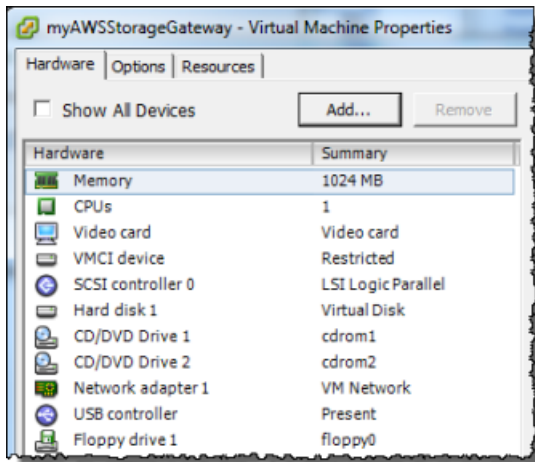 myAWSStorageGateway - Virtual Machine Properties
Hardware Options Resources
Show All Devices Add... Remove
Hardware Summary
Memory 1024 MB
CPUs 1
Video card Video card
VMCI device Restricted
SCSI controller 0 LSI Logic Parallel
Hard disk 1 Virtual Disk
CD/DVD Drive 1 cdrom1
CD/DVD Drive 2 cdrom2
Network adapter 1 VM Network
USB controller Present
Floppy drive 1 floppy0